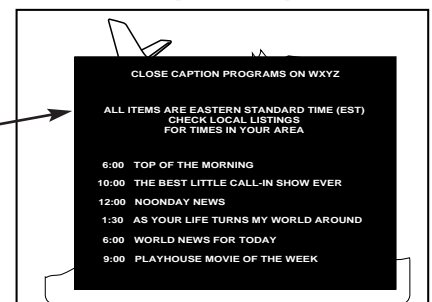 CLOSE CAPTION PROGRAMS ON WXYZ
ALL ITEMS ARE EASTERN STANDARD TIME (EST)
CHECK LOCAL LISTINGS
FOR TIMES IN YOUR AREA
6:00 TOP OF THE MORNING
10:00 THE BEST LITTLE CALL-IN SHOW EVER
12:00 NOONDAY NEWS
1:30 AS YOUR LIFE TURNS MY WORLD AROUND
6:00 WORLD NEWS FOR TODAY
9:00 PLAYHOUSE MOVIE OF THE WEEK